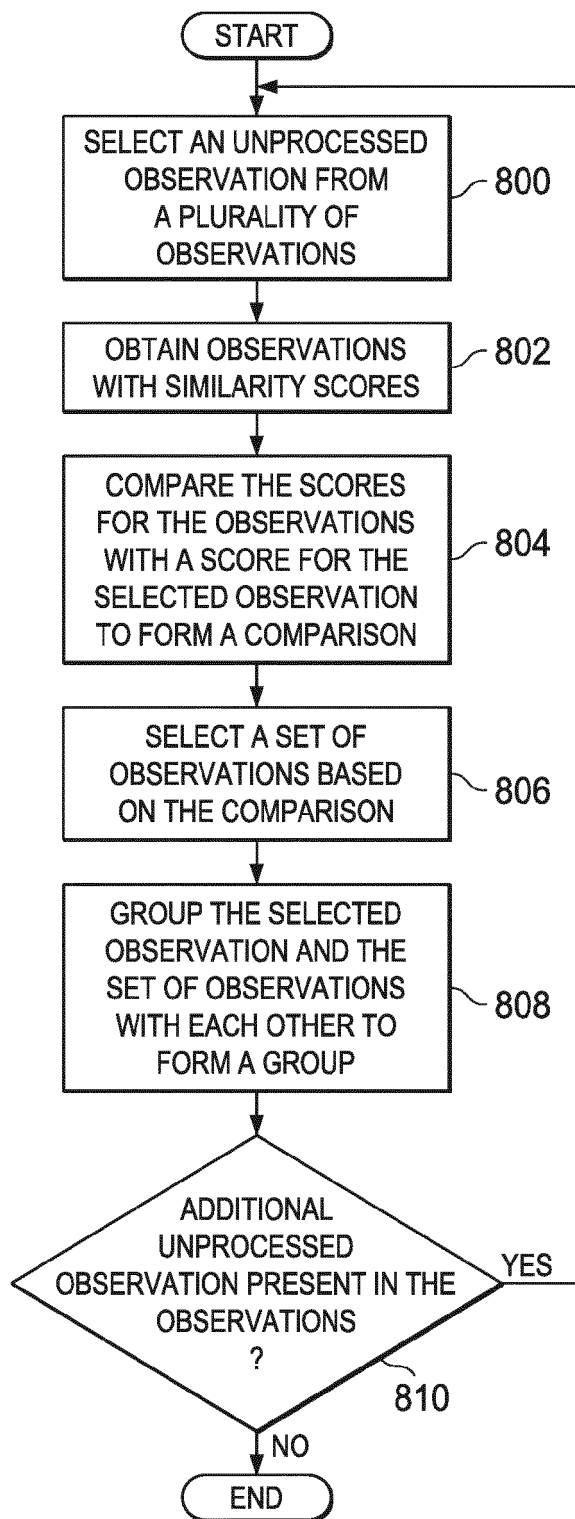 START
SELECT AN UNPROCESSED
OBSERVATION FROM
A PLURALITY OF
OBSERVATIONS
800
OBTAIN OBSERVATIONS
WITH SIMILARITY SCORES
802
COMPARE THE SCORES
FOR THE OBSERVATIONS
WITH A SCORE FOR THE
SELECTED OBSERVATION
TO FORM A COMPARISON
804
SELECT A SET OF
OBSERVATIONS BASED
ON THE COMPARISON
806
GROUP THE SELECTED
OBSERVATION AND THE
SET OF OBSERVATIONS
WITH EACH OTHER TO
FORM A GROUP
808
ADDITIONAL
UNPROCESSED
OBSERVATION PRESENT IN THE
OBSERVATIONS
?
YES
810
NO
END